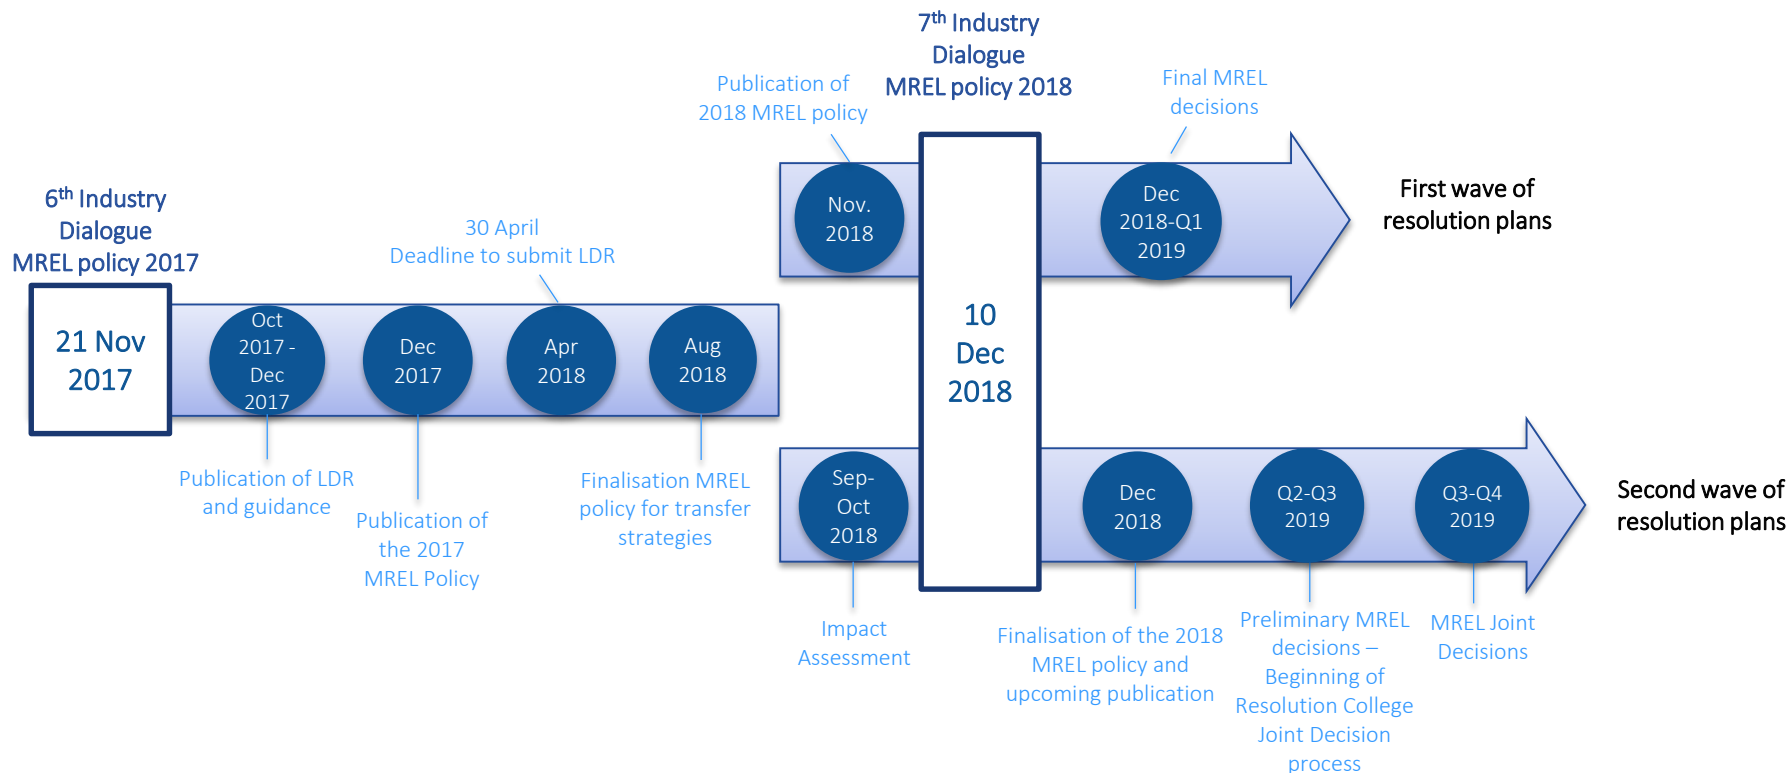 6th Industry
Dialogue
MREL policy 2017
21 Nov
2017
Oct
2017 -
Dec
2017
Publication of LDR
and guidance
Dec
2017
Publication of
the 2017
MREL Policy
30 April
Deadline to submit LDR
Apr
2018
Aug
2018
Finalisation MREL
policy for transfer
strategies
7th Industry
Dialogue
MREL policy 2018
10
Dec
2018
Publication of
2018 MREL policy
Nov.
2018
Final MREL
decisions
Dec
2018-Q1
2019
First wave of
resolution plans
Sep-
Oct
2018
Impact
Assessment
Dec
2018
Finalisation of the 2018
MREL policy and
upcoming publication
Q2-Q3
2019
Preliminary MREL
decisions –
Beginning of
Resolution College
Joint Decision
process
Q3-Q4
2019
MREL Joint
Decisions
Second wave of
resolution plans